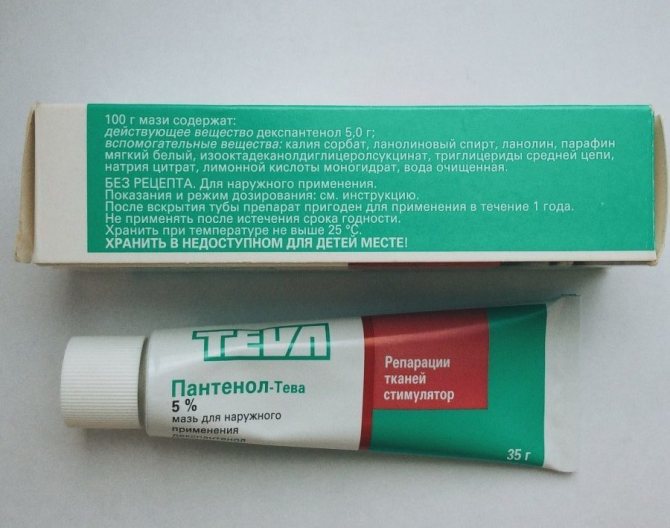 100 г мази содержат:
действующее вещество декспантенол 5,0 г;
вспомогательные вещества: калия сорбат, ланолиновый спирт, ланолин, парафин
мягкий белый, изооктадеканолдиглицеролсукцинат, триглицериды средней цепи,
натрия цитрат, лимонной кислоты моногидрат, вода очищенная.
БЕЗ РЕЦЕПТА. Для наружного применения.
Показания и режим дозирования: см. инструкцию.
После вскрытия тубы препарат пригоден для применения в течение 1 года.
Не применять после истечения срока годности.
Хранить при температуре не выше 25 °С.
ХРАНИТЬ В НЕДОСТУПНОМ ДЛЯ ДЕТЕЙ МЕСТЕ!
TEVA
Пантенол-Тева
5 %
мазь для наружного
применения
декспантенол
Репарации
тканей
стимулятор
35 г